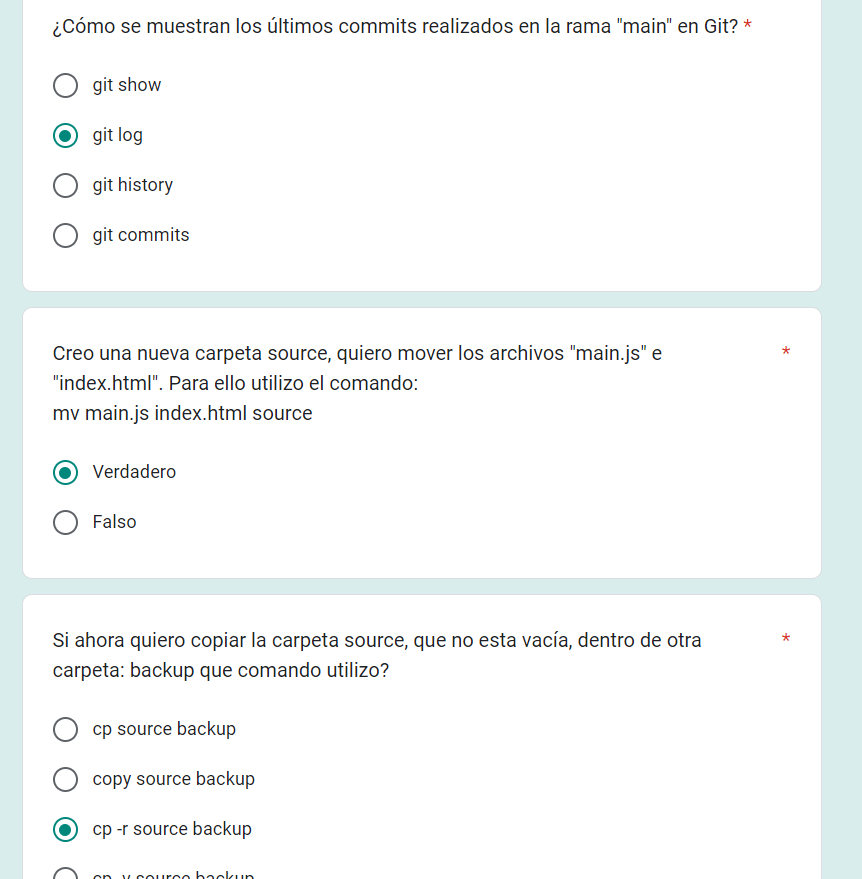 ¿Cómo se muestran los últimos commits realizados en la rama "main" en Git? *
git show
git log
git history
git commits
Creo una nueva carpeta source, quiero mover los archivos "main.js" e *
"index.html". Para ello utilizo el comando:
mv main.js index.html source
Verdadero
Falso
Si ahora quiero copiar la carpeta source, que no esta vacía, dentro de otra *
carpeta: backup que comando utilizo?
cp source backup
copy source backup
cp -r source backup
cp -v source backup